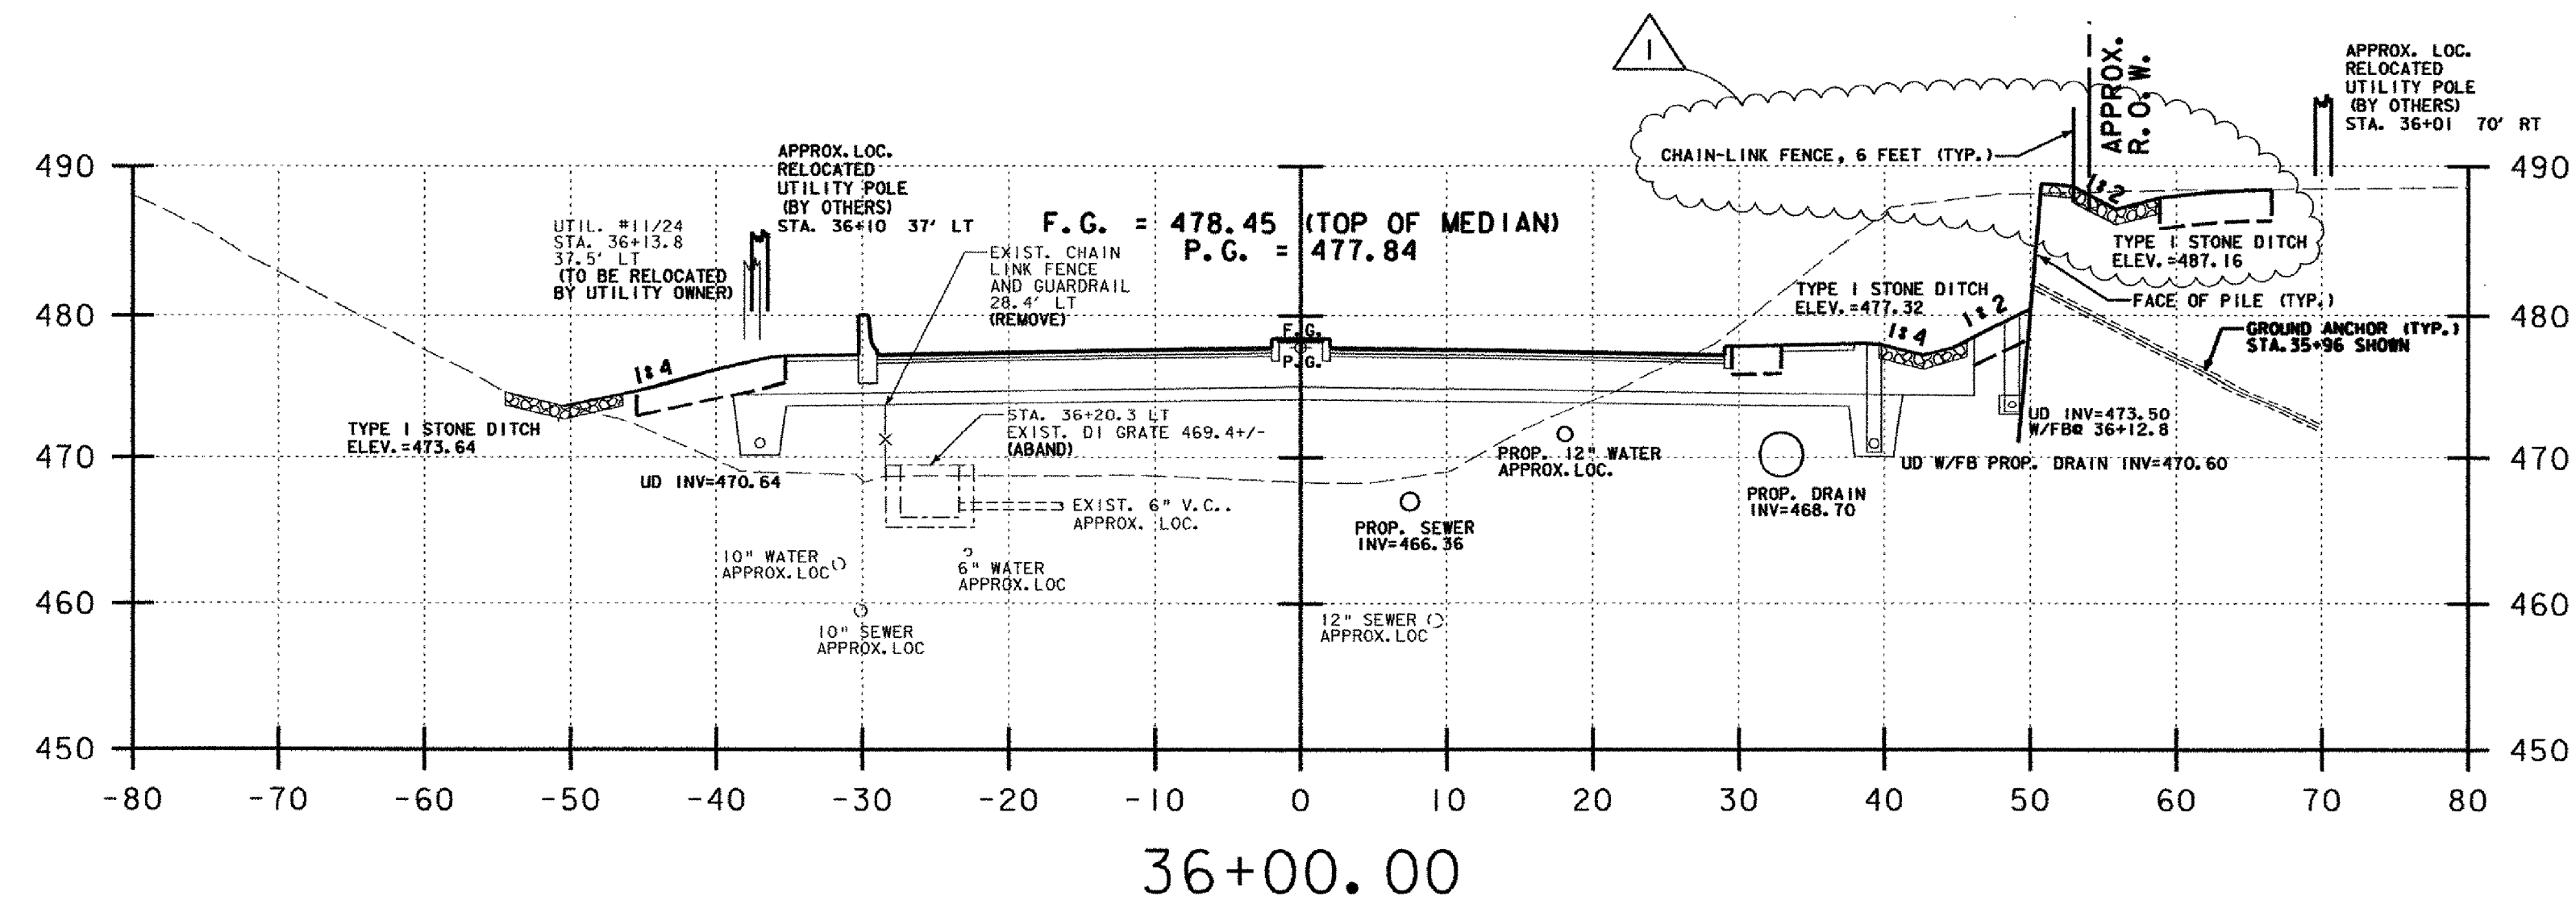 1
APPROX.
R.O.W.
APPROX. LOC.
RELOCATED
UTILITY POLE
(BY OTHERS)
STA. 36+01 70' RT
CHAIN-LINK FENCE, 6 FEET (TYP.)
1:2
TYPE I STONE DITCH
ELEV.=487.16
APPROX.LOC.
RELOCATED
UTILITY POLE
(BY OTHERS)
STA. 36+10 37' LT
UTIL. #11/24
STA. 36+13.8
37.5' LT
(TO BE RELOCATED
BY UTILITY OWNER)
F.G. = 478.45 (TOP OF MEDIAN)
P.G. = 477.84
EXIST. CHAIN
LINK FENCE
AND GUARDRAIL
28.4' LT
(REMOVE)
TYPE I STONE DITCH
ELEV.=477.32
1:4
1:2
FACE OF PILE (TYP.)
GROUND ANCHOR (TYP.)
STA.35+96 SHOWN
F.G.
P.G.
1:4
TYPE I STONE DITCH
ELEV.=473.64
UD INV=470.64
STA. 36+20.3 LT
EXIST. DI GRATE 469.4+/-
(ABAND)
EXIST. 6" V.C..
APPROX. LOC.
10" WATER
APPROX.LOC
6" WATER
APPROX.LOC
10" SEWER
APPROX.LOC
12" SEWER
APPROX.LOC
PROP. SEWER
INV=466.36
PROP. 12" WATER
APPROX.LOC.
PROP. DRAIN
INV=468.70
UD INV=473.50
W/FB@ 36+12.8
UD W/FB PROP. DRAIN INV=470.60
490
480
470
460
450
490
480
470
460
450
-80 -70 -60 -50 -40 -30 -20 -10 0 10 20 30 40 50 60 70 80
36+00.00